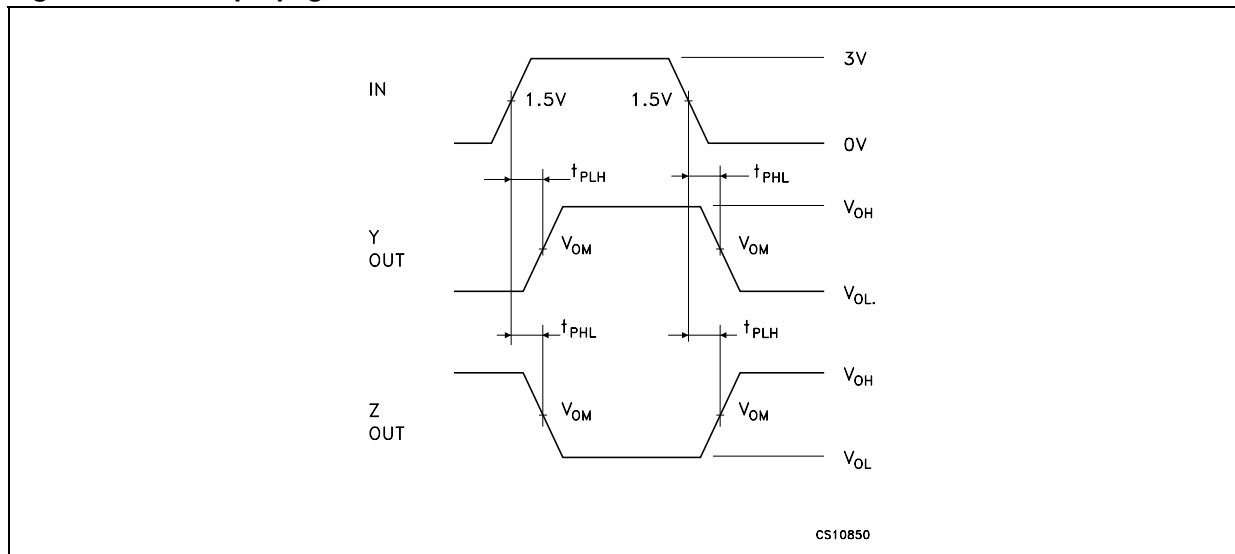 IN
3V
1.5V
1.5V
0V
tPLH
tPHL
VOH
Y
OUT
VOM
VOM
VOL.
tPHL
tPLH
VOH
Z
OUT
VOM
VOM
VOL
CS10850